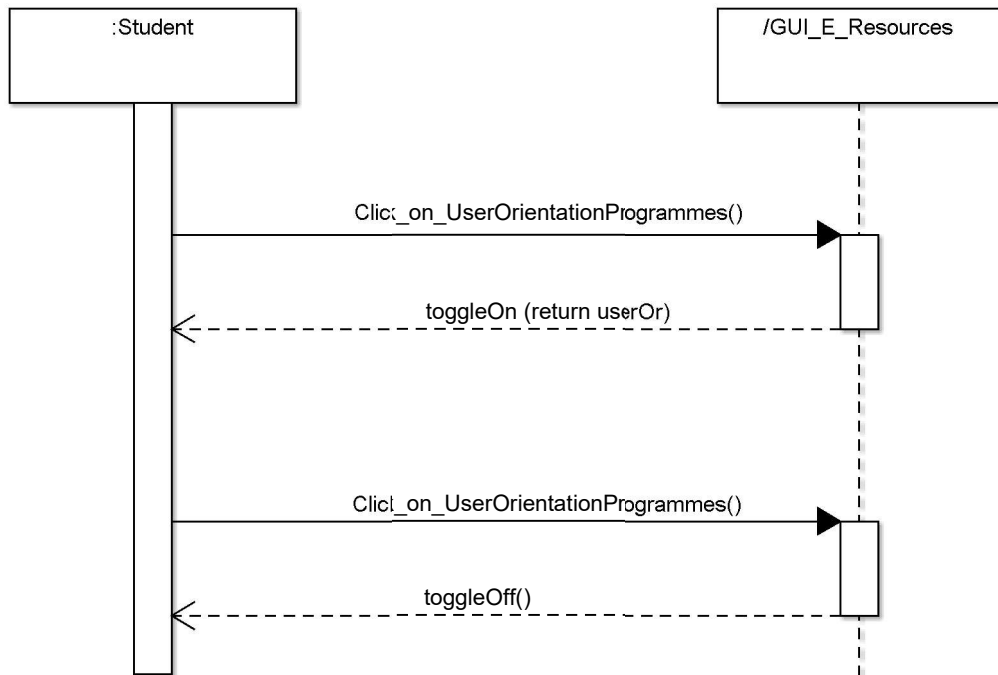 :Student
/GUI_E_Resources
Click_on_UserOrientationProgrammes()
toggleOn (return userOr)
Click_on_UserOrientationProgrammes()
toggleOff()